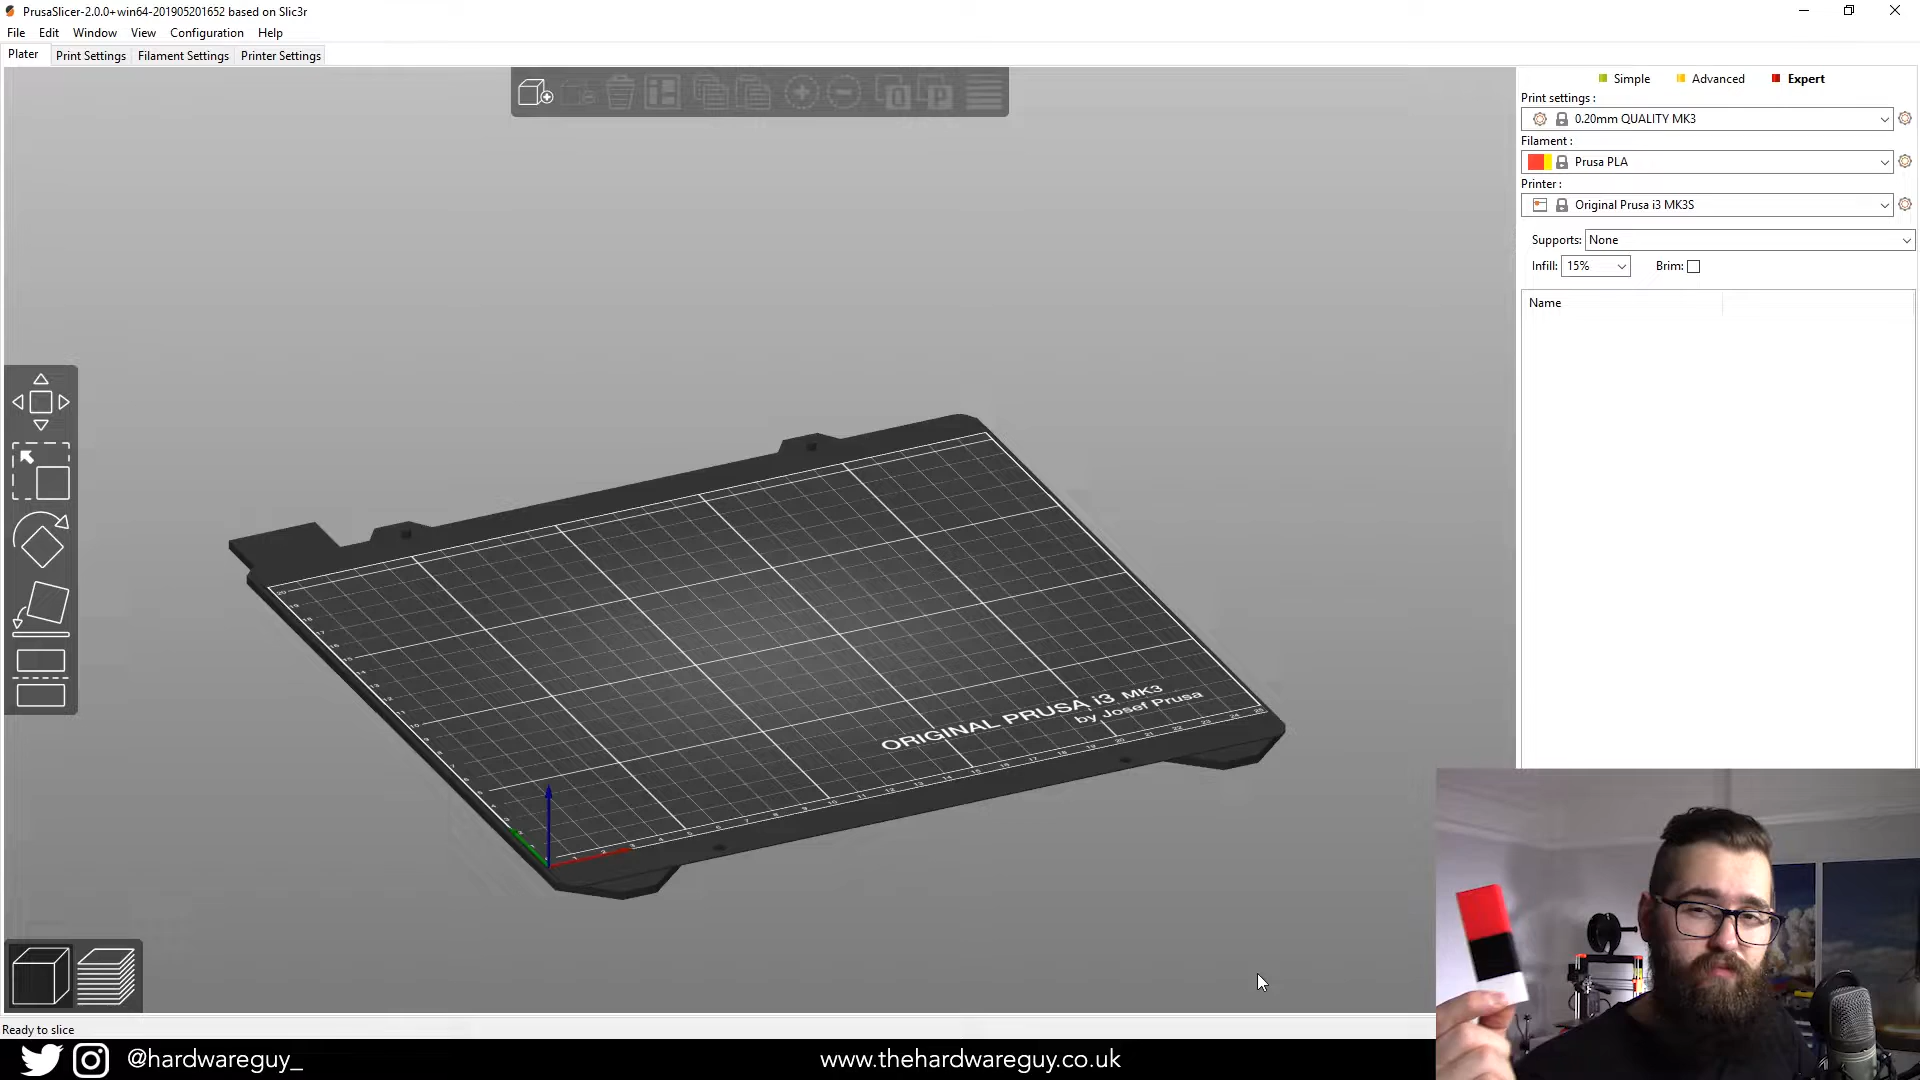 PrusaSlicer-2.0.0+win64-201905201652 based on Slic3r
File Edit Window View Configuration Help
Plater Print Settings Filament Settings Printer Settings
Simple Advanced Expert
Print settings :
0.20mm QUALITY MK3
Filament :
Prusa PLA
Printer :
Original Prusa i3 MK3S
Supports: None
Infill: 15% Brim:
Name
ORIGINAL PRUSA i3 MK3
by Josef Prusa
Ready to slice
@hardwareguy_
www.thehardwareguy.co.uk